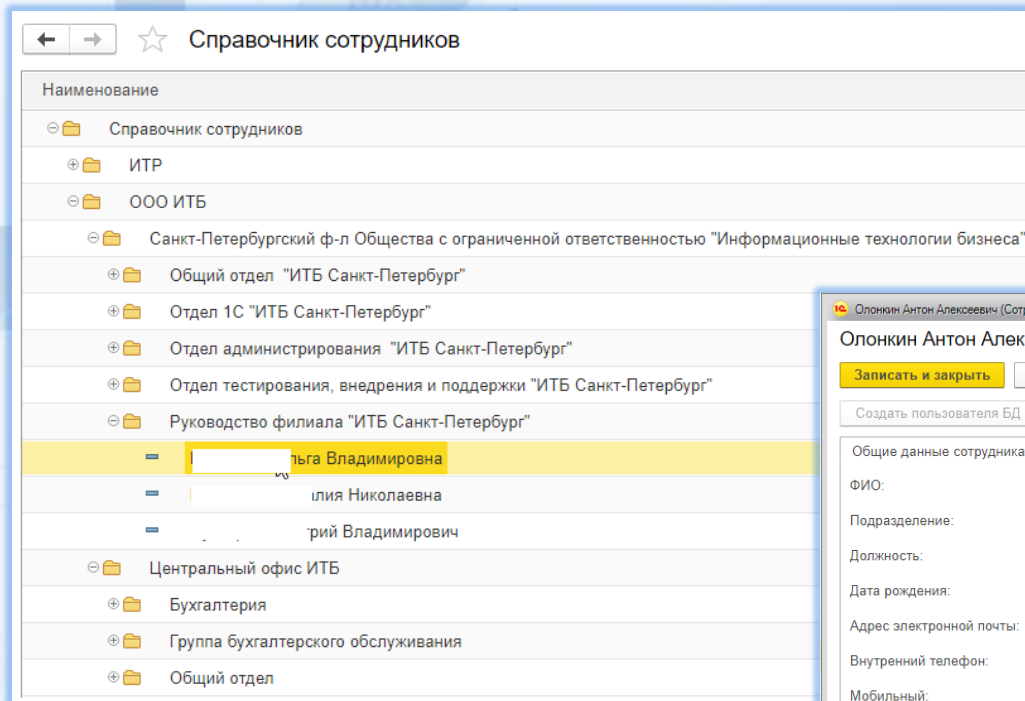 Справочник сотрудников
Наименование
Справочник сотрудников
ИТР
ООО ИТБ
Санкт-Петербургский ф-л Общества с ограниченной ответственностью "Информационные технологии бизнеса"
Общий отдел "ИТБ Санкт-Петербург"
Отдел 1С "ИТБ Санкт-Петербург"
Отдел администрирования "ИТБ Санкт-Петербург"
Отдел тестирования, внедрения и поддержки "ИТБ Санкт-Петербург"
Руководство филиала "ИТБ Санкт-Петербург"
льга Владимировна
лия Николаевна
рий Владимирович
Центральный офис ИТБ
Бухгалтерия
Группа бухгалтерского обслуживания
Общий отдел
1С Олонкин Антон Алексеевич (Сотр
Олонкин Антон Алек
Записать и закрыть
Создать пользователя БД
Общие данные сотрудника
ФИО:
Подразделение:
Должность:
Дата рождения:
Адрес электронной почты:
Внутренний телефон:
Мобильный: